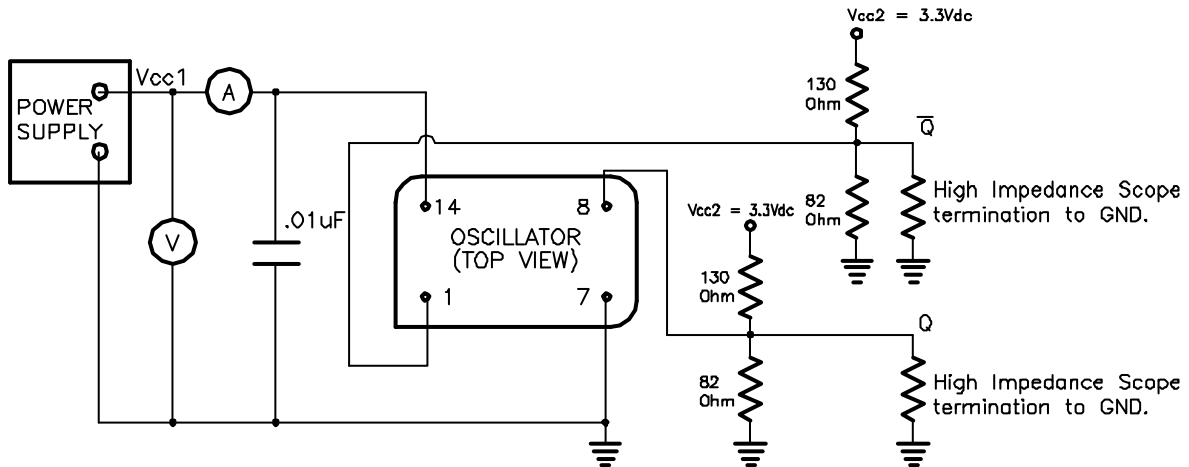 Vcc2 = 3.3Vdc
Vcc1
A
POWER
SUPPLY
130
Ohm
Q̅
14
8
82
Ohm
High Impedance Scope
termination to GND.
.01uF
V
OSCILLATOR
(TOP VIEW)
Vcc2 = 3.3Vdc
1
7
130
Ohm
Q
82
Ohm
High Impedance Scope
termination to GND.